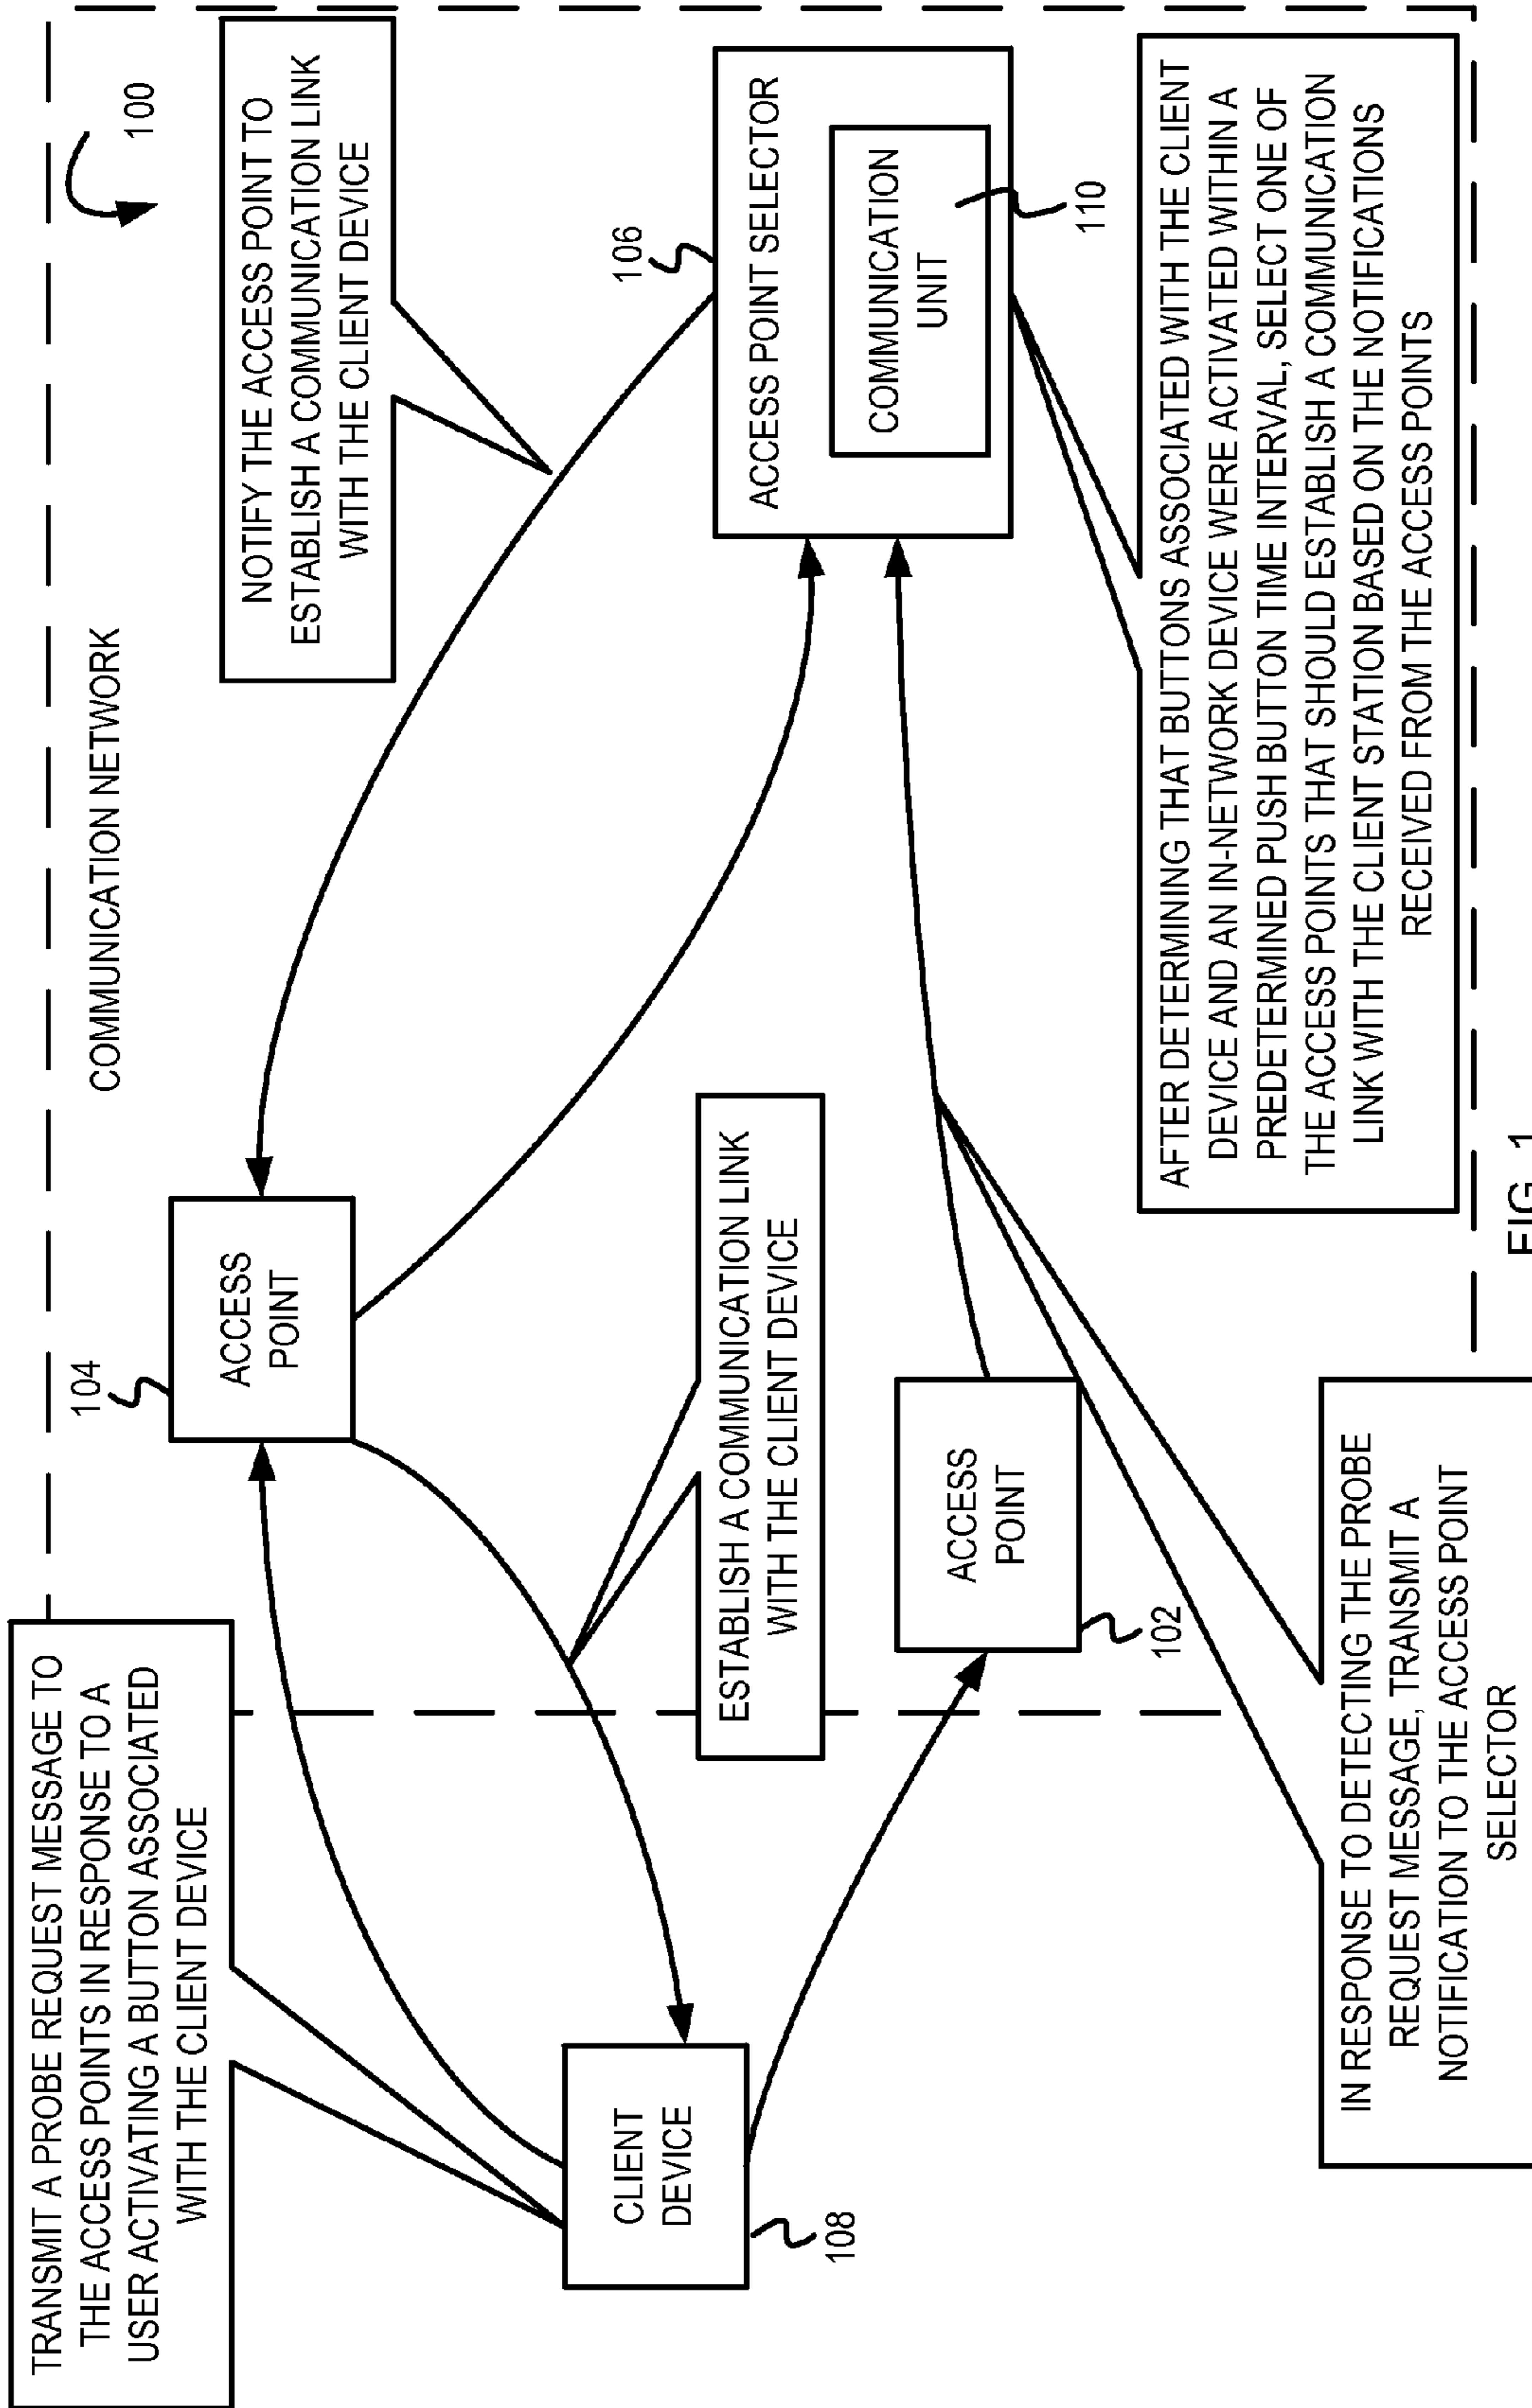 TRANSMIT A PROBE REQUEST MESSAGE TO
THE ACCESS POINTS IN RESPONSE TO A
USER ACTIVATING A BUTTON ASSOCIATED
WITH THE CLIENT DEVICE
COMMUNICATION NETWORK
100
NOTIFY THE ACCESS POINT TO
ESTABLISH A COMMUNICATION LINK
WITH THE CLIENT DEVICE
104
ACCESS
POINT
106
ACCESS POINT SELECTOR
COMMUNICATION
UNIT
110
CLIENT
DEVICE
108
ESTABLISH A COMMUNICATION LINK
WITH THE CLIENT DEVICE
ACCESS
POINT
102
AFTER DETERMINING THAT BUTTONS ASSOCIATED WITH THE CLIENT
DEVICE AND AN IN-NETWORK DEVICE WERE ACTIVATED WITHIN A
PREDETERMINED PUSH BUTTON TIME INTERVAL, SELECT ONE OF
THE ACCESS POINTS THAT SHOULD ESTABLISH A COMMUNICATION
LINK WITH THE CLIENT STATION BASED ON THE NOTIFICATIONS
RECEIVED FROM THE ACCESS POINTS
IN RESPONSE TO DETECTING THE PROBE
REQUEST MESSAGE, TRANSMIT A
NOTIFICATION TO THE ACCESS POINT
SELECTOR
FIG. 1